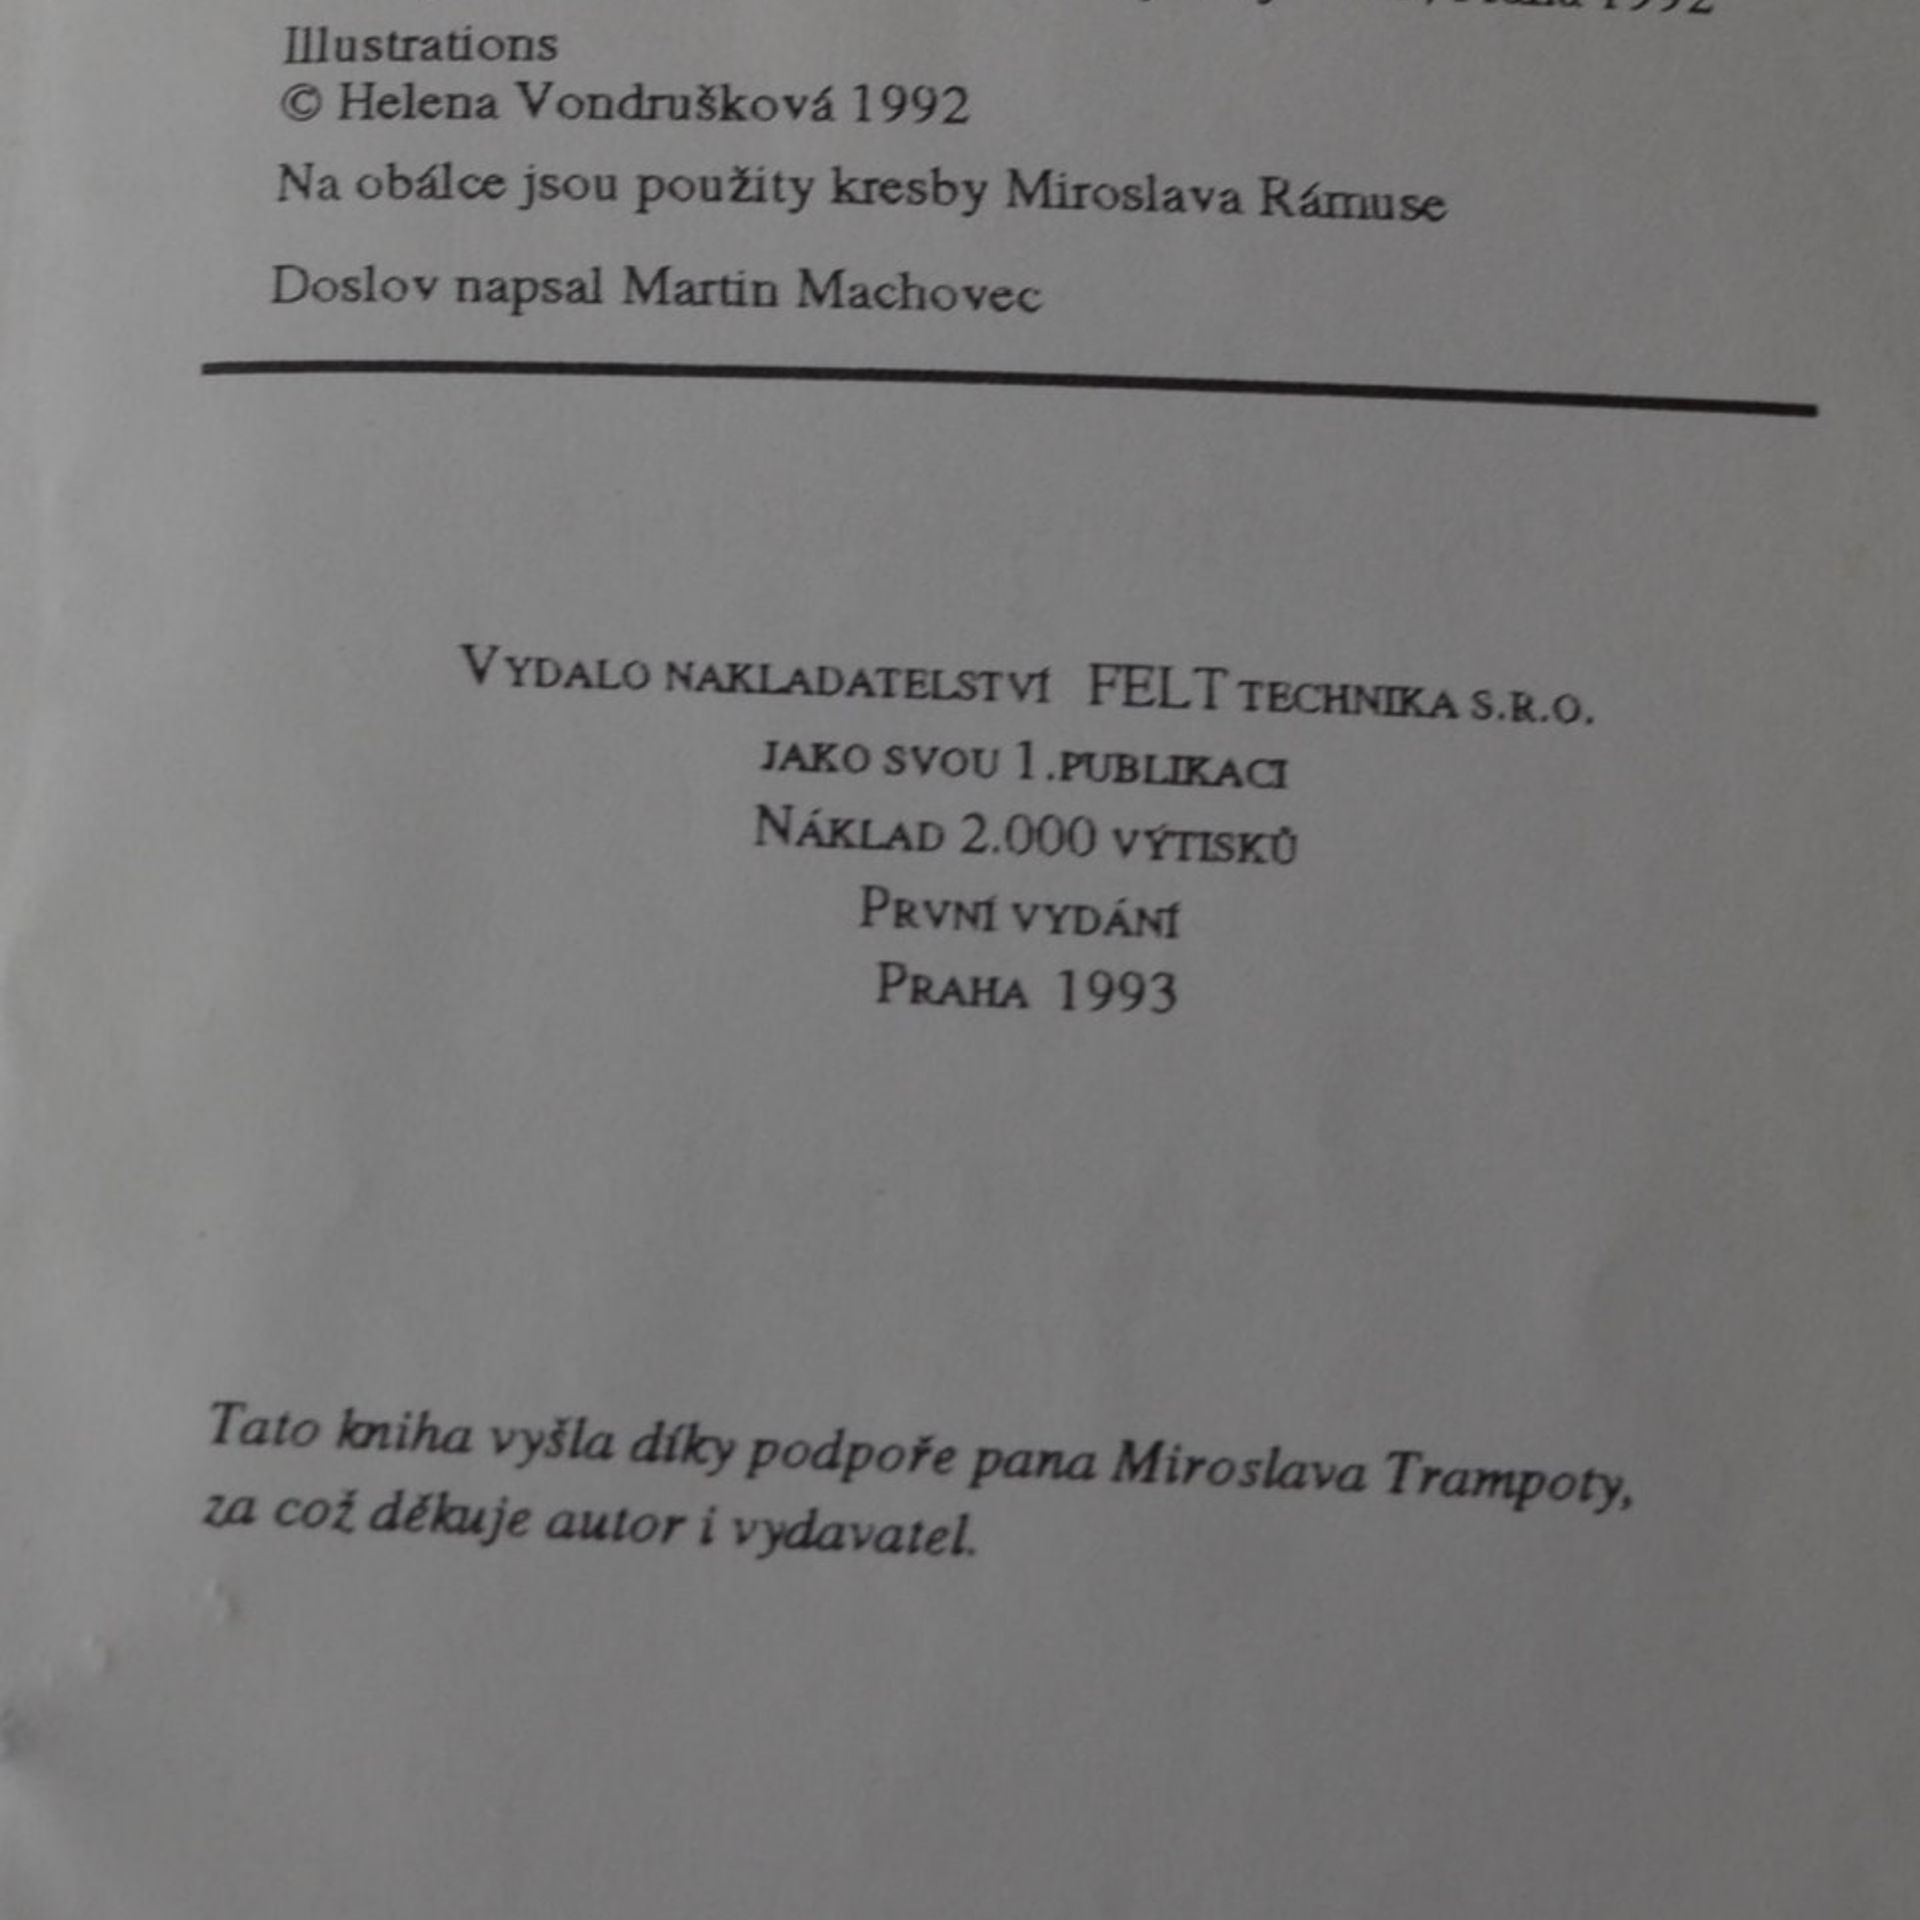 1992
Illustrations
© Helena Vondrušková 1992
Na obálce jsou použity kresby Miroslava Rámuse
Doslov napsal Martin Machovec
VYDALO NAKLADATELSTVÍ FELT TECHNIKA S.R.O.
JAKO SVOU 1.PUBLIKACI
NÁKLAD 2.000 VÝTISKŮ
PRVNÍ VYDÁNÍ
PRAHA 1993
Tato kniha vyšla díky podpoře pana Miroslava Trampoty,
za což děkuje autor i vydavatel.